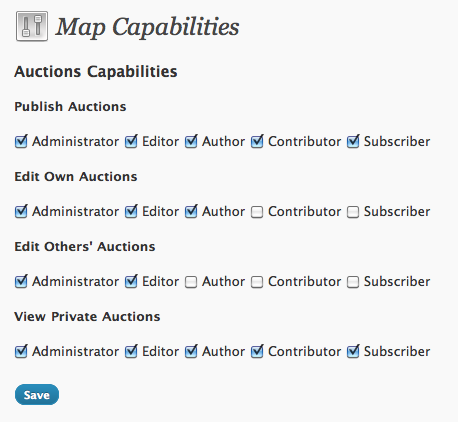 Map Capabilities
Auctions Capabilities
Publish Auctions
Administrator Editor Author Contributor Subscriber
Edit Own Auctions
Administrator Editor Author Contributor Subscriber
Edit Others' Auctions
Administrator Editor Author Contributor Subscriber
View Private Auctions
Administrator Editor Author Contributor Subscriber
Save